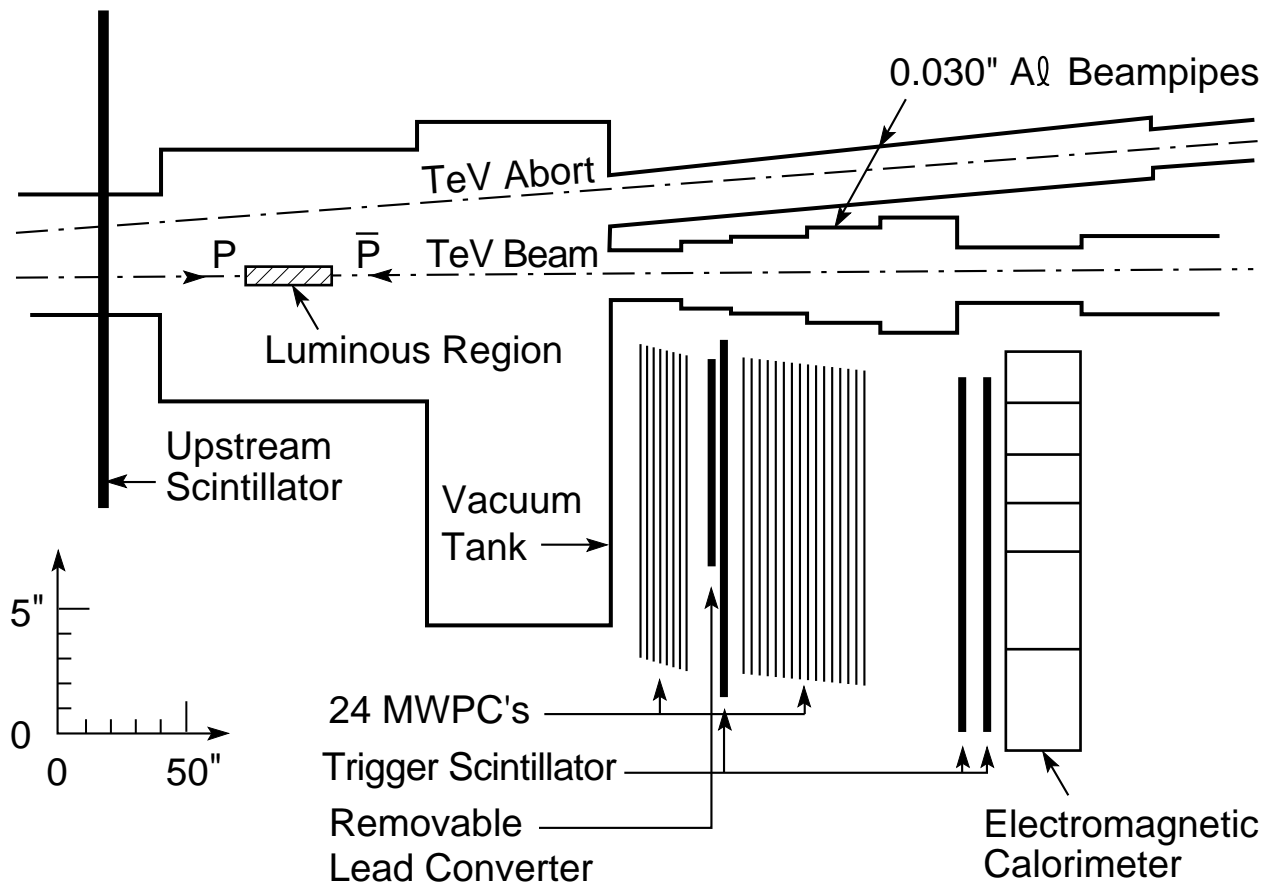 0.030" Aℓ Beampipes
TeV Abort
P
P̅
TeV Beam
Luminous Region
Upstream
Scintillator
Vacuum
Tank
5"
0
0
50"
24 MWPC's
Trigger Scintillator
Removable
Lead Converter
Electromagnetic
Calorimeter